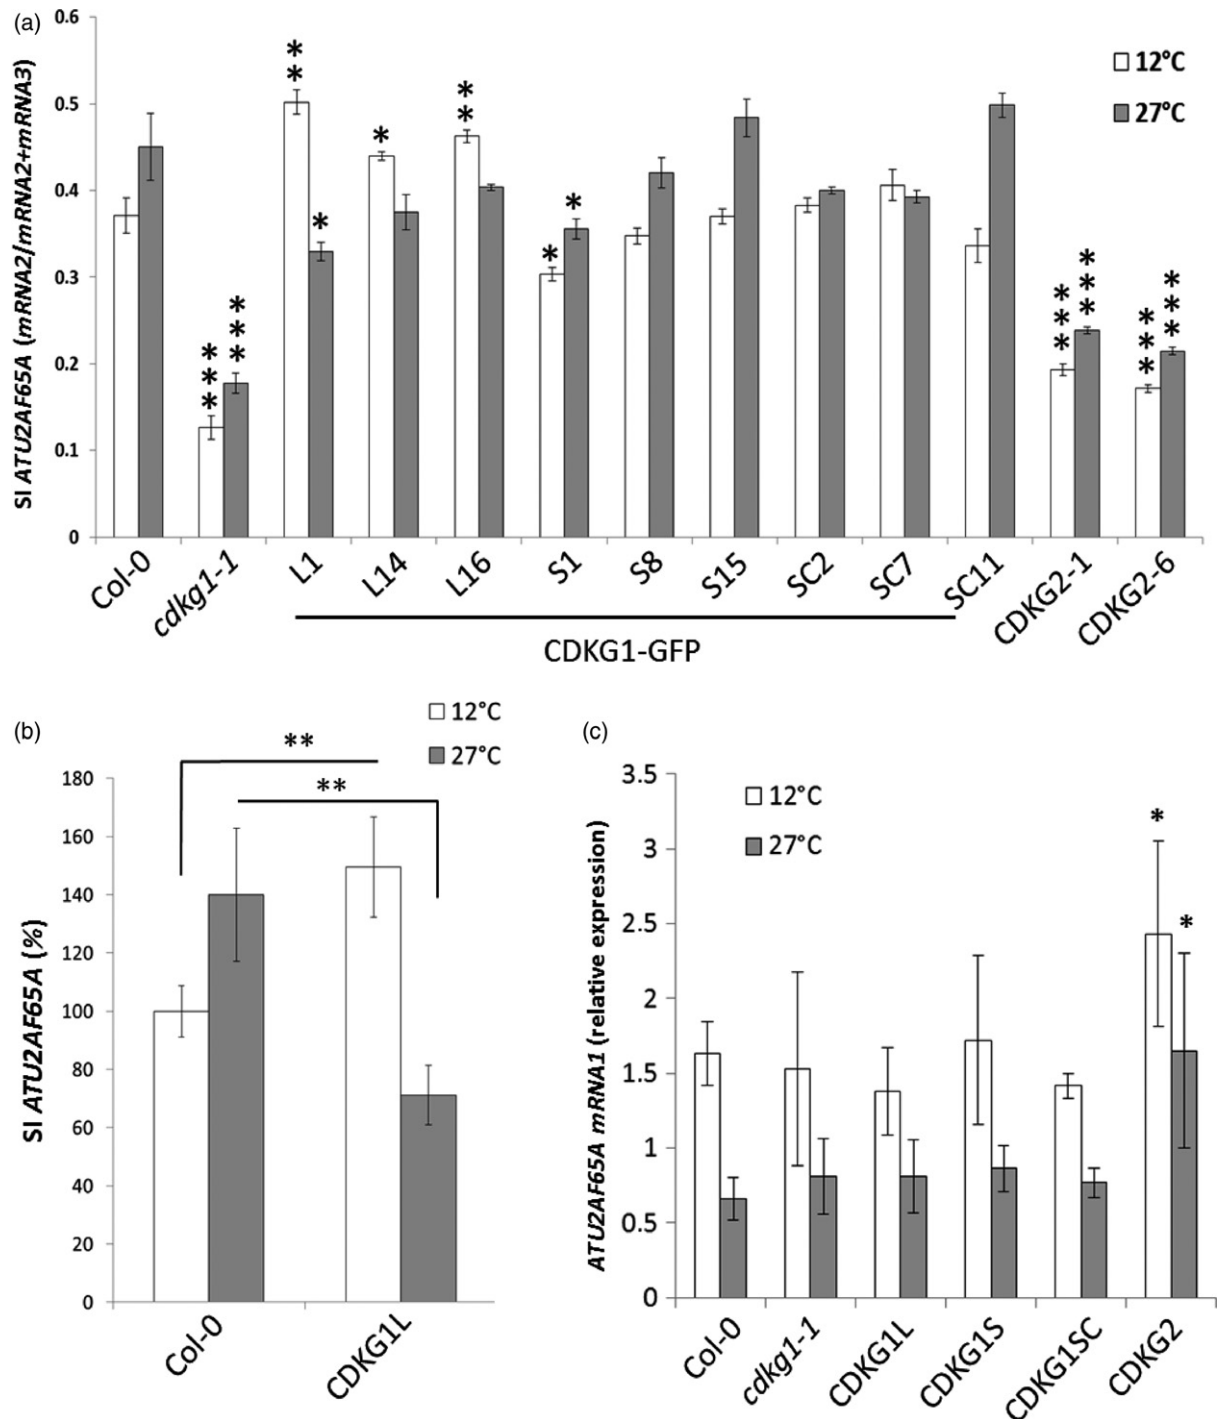 (a)
SI ATU2AF65A (mRNA2/mRNA2+mRNA3)
0.6
0.5
0.4
0.3
0.2
0.1
0
12°C
27°C
**
*
*
**
*
*
***
***
***
***
***
***
Col-0
cdkg1-1
L1
L14
L16
S1
S8
S15
SC2
SC7
SC11
CDKG2-1
CDKG2-6
CDKG1-GFP
(b)
12°C
27°C
**
**
SI ATU2AF65A (%)
180
160
140
120
100
80
60
40
20
0
Col-0
CDKG1L
(c)
ATU2AF65A mRNA1 (relative expression)
3.5
3
2.5
2
1.5
1
0.5
0
12°C
27°C
*
*
Col-0
cdkg1-1
CDKG1L
CDKG1S
CDKG1SC
CDKG2